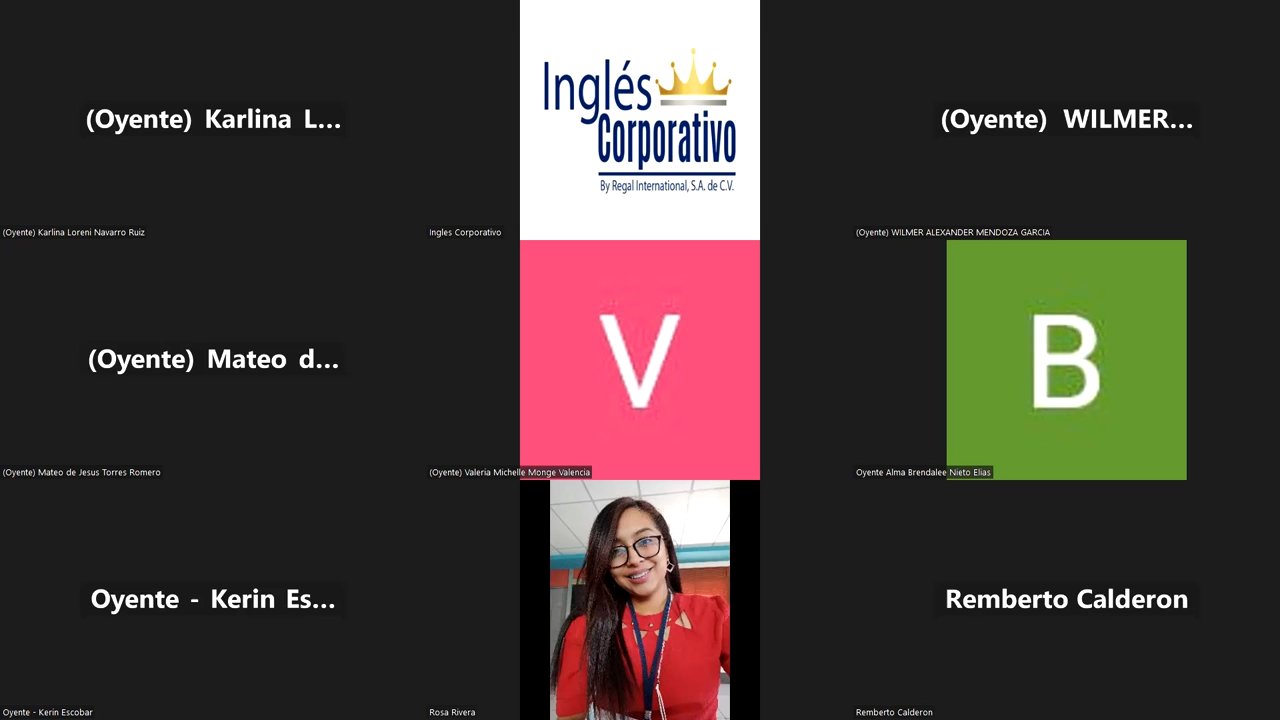 (Oyente) Karlina L...
(Oyente) Karlina Loreni Navarro Ruiz
Inglés
Corporativo
By Regal International, S.A. de C.V.
Ingles Corporativo
(Oyente) WILMER...
(Oyente) WILMER ALEXANDER MENDOZA GARCIA
(Oyente) Mateo d...
(Oyente) Mateo de Jesus Torres Romero
V
(Oyente) Valeria Michelle Monge Valencia
B
Oyente Alma Brendalee Nieto Elias
Oyente - Kerin Es...
Oyente - Kerin Escobar
Rosa Rivera
Remberto Calderon
Remberto Calderon